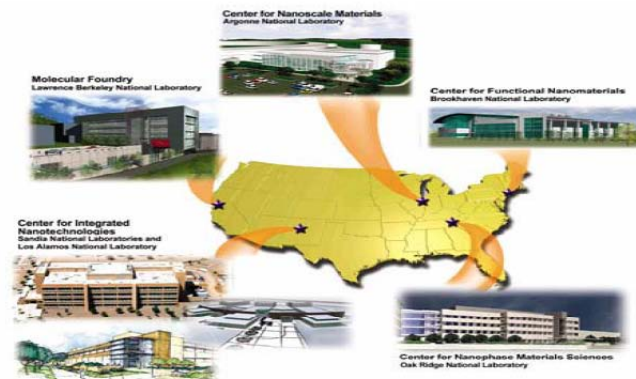 Center for Nanoscale Materials
Argonne National Laboratory
Molecular Foundry
Lawrence Berkeley National Laboratory
Center for Functional Nanomaterials
Brookhaven National Laboratory
Center for Integrated
Nanotechnologies
Sandia National Laboratories and
Los Alamos National Laboratory
Center for Nanophase Materials Sciences
Oak Ridge National Laboratory